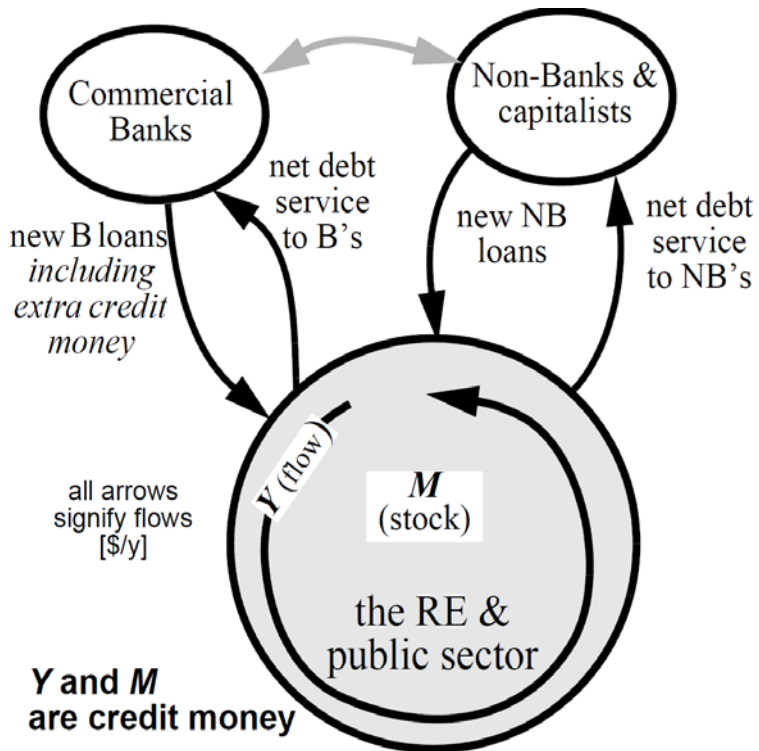 Commercial
Banks
Non-Banks &
capitalists
net debt
service
to B's
new B loans
including
extra credit
money
new NB
loans
net debt
service
to NB's
Y (flow)
M
(stock)
all arrows
signify flows
[$/y]
the RE &
public sector
Y and M
are credit money